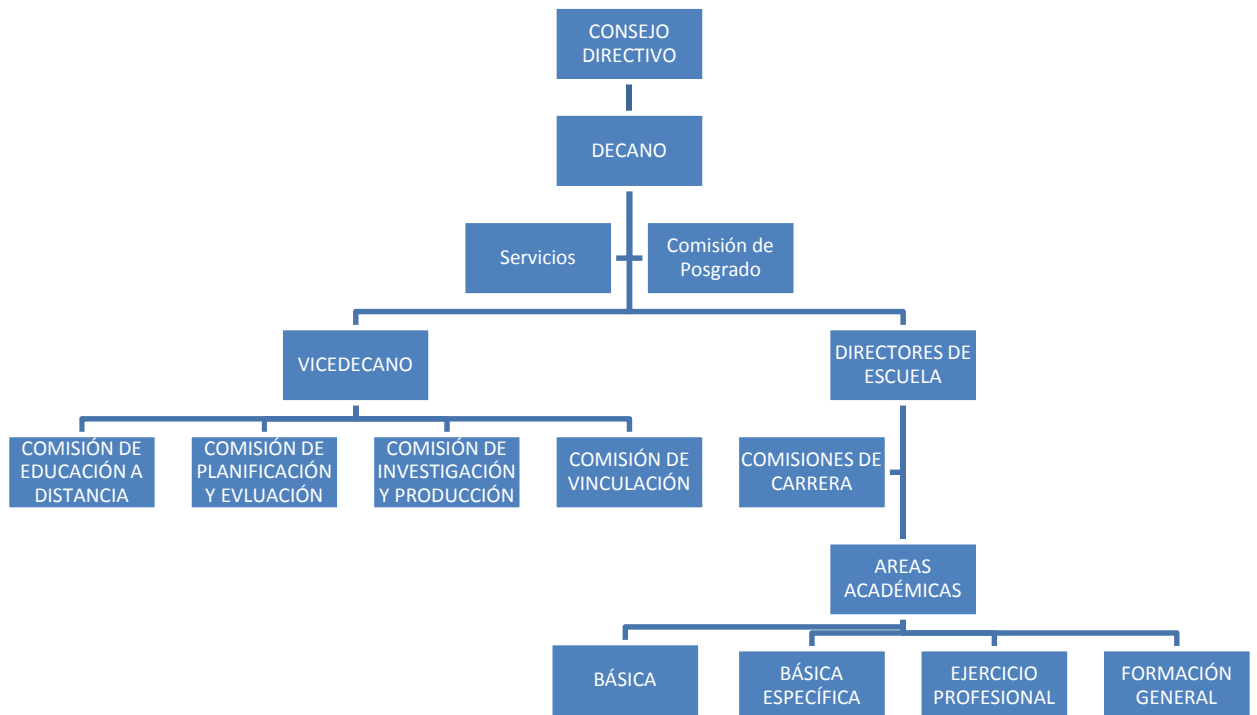 CONSEJO
DIRECTIVO
DECANO
Servicios
Comisión de
Posgrado
VICEDECANO
DIRECTORES DE
ESCUELA
COMISIÓN DE
EDUCACIÓN A
DISTANCIA
COMISIÓN DE
PLANIFICACIÓN
Y EVLUACIÓN
COMISIÓN DE
INVESTIGACIÓN
Y PRODUCCIÓN
COMISIÓN DE
VINCULACIÓN
COMISIONES DE
CARRERA
AREAS
ACADÉMICAS
BÁSICA
BÁSICA
ESPECÍFICA
EJERCICIO
PROFESIONAL
FORMACIÓN
GENERAL